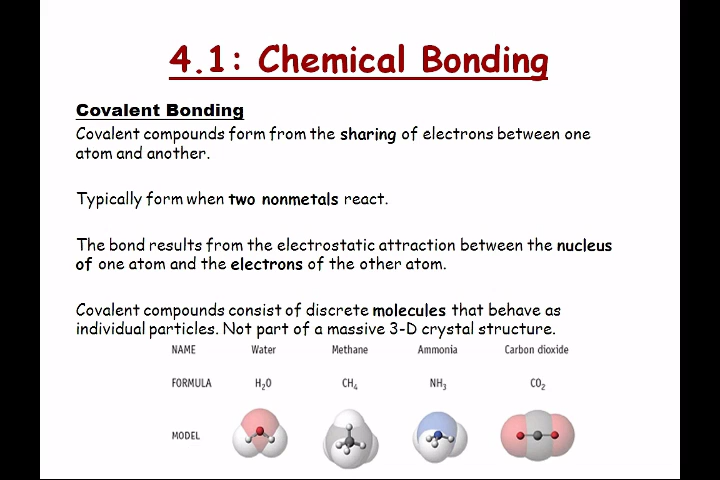 4.1: Chemical Bonding
Covalent Bonding
Covalent compounds form from the sharing of electrons between one
atom and another.
Typically form when two nonmetals react.
The bond results from the electrostatic attraction between the nucleus
of one atom and the electrons of the other atom.
Covalent compounds consist of discrete molecules that behave as
individual particles. Not part of a massive 3-D crystal structure.
NAME Water Methane Ammonia Carbon dioxide
FORMULA H₂O CH₄ NH₃ CO₂
MODEL